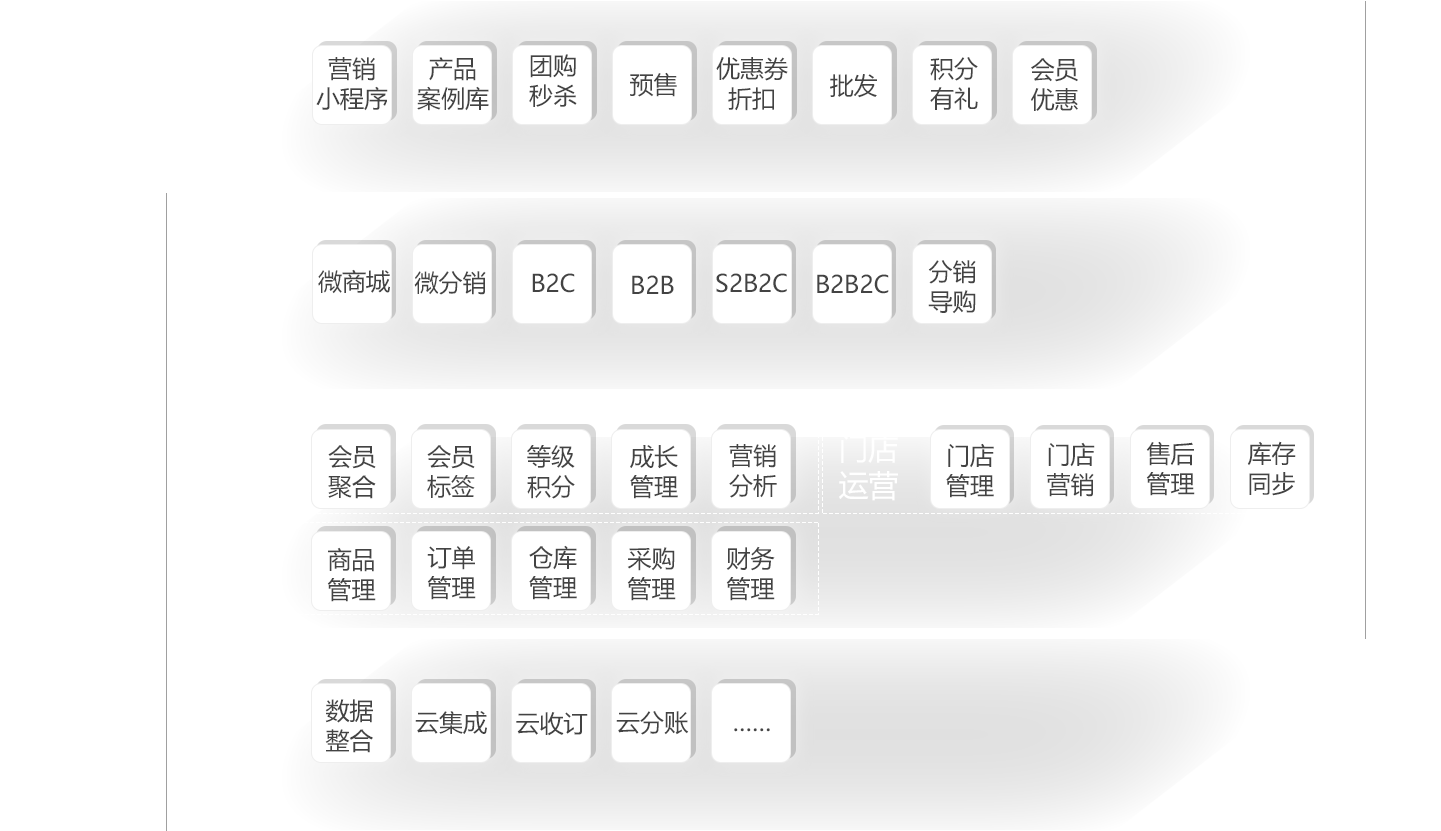 营销
小程序
产品
案例库
团购
秒杀
预售
优惠券
折扣
批发
积分
有礼
会员
优惠
微商城
微分销
B2C
B2B
S2B2C
B2B2C
分销
导购
会员
聚合
会员
标签
等级
积分
成长
管理
营销
分析
门店
运营
门店
管理
门店
营销
售后
管理
库存
同步
商品
管理
订单
管理
仓库
管理
采购
管理
财务
管理
数据
整合
云集成
云收订
云分账
......